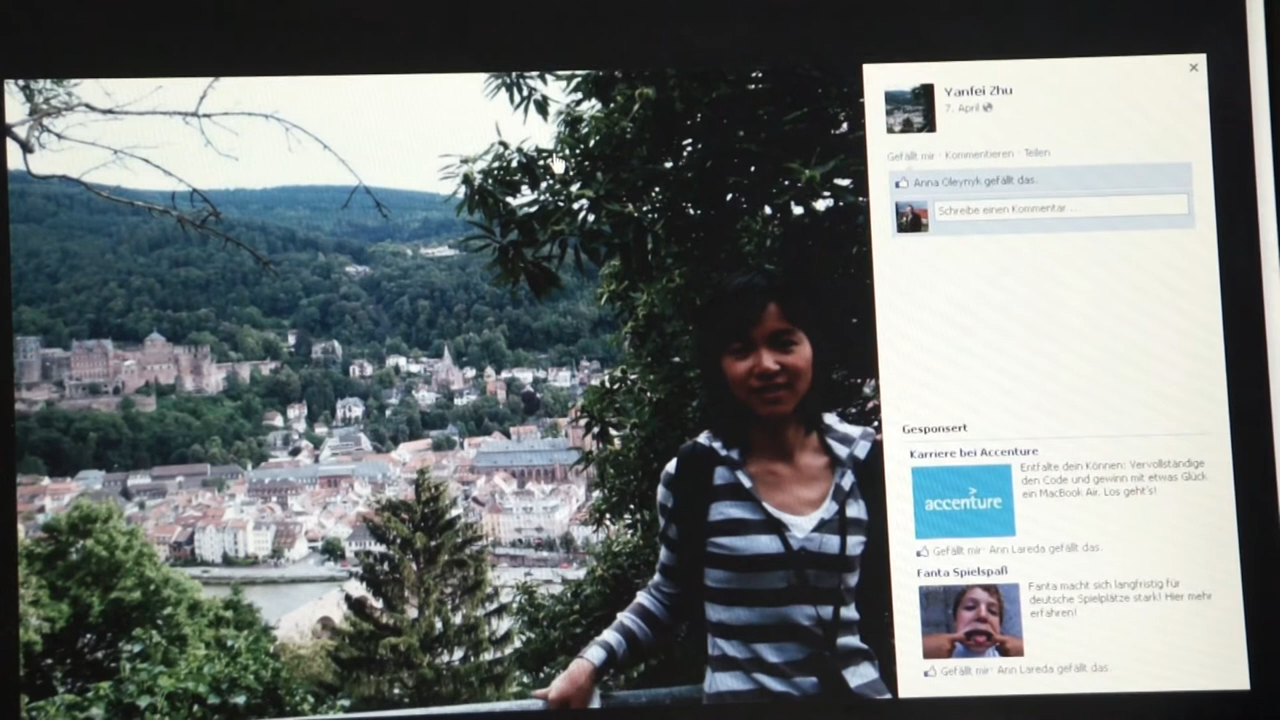 Yanfei Zhu
7. April
Gefällt mir · Kommentieren · Teilen
Anna Oleynyk gefällt das.
Schreibe einen Kommentar...
Gesponsert
Karriere bei Accenture
accenture
Entfalte dein Können: Vervollständige
den Code und gewinn mit etwas Glück
ein MacBook Air. Los geht's!
Gefällt mir· Ann Lareda gefällt das.
Fanta Spielspaß
Fanta macht sich langfristig für
deutsche Spielplätze stark! Hier mehr
erfahren!
Gefällt mir· Ann Lareda gefällt das.